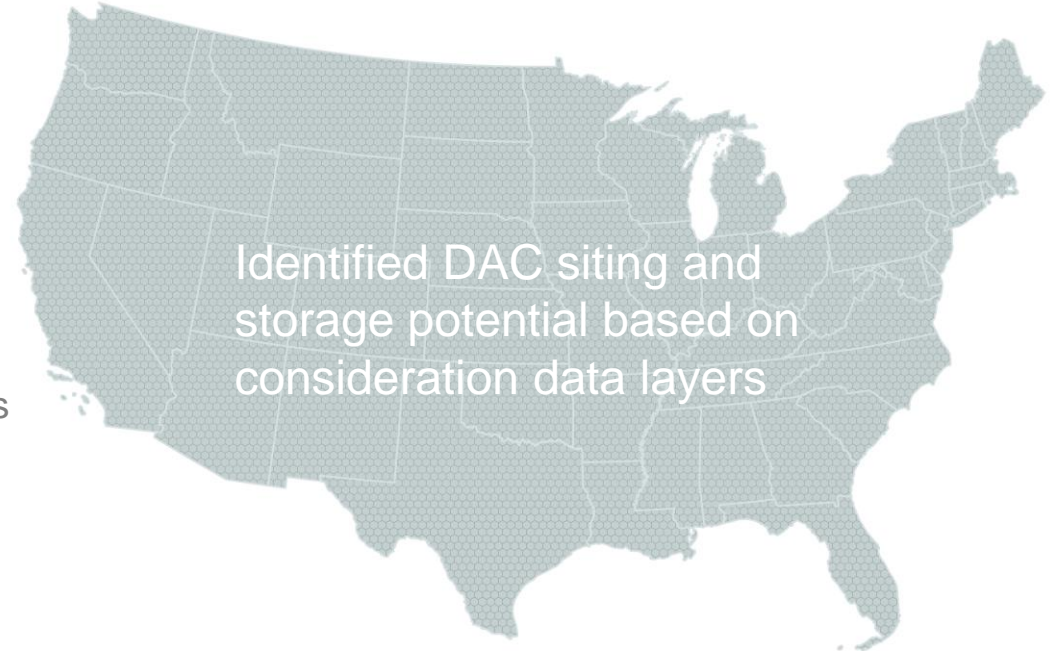 Identified DAC siting and
storage potential based on
consideration data layers
s